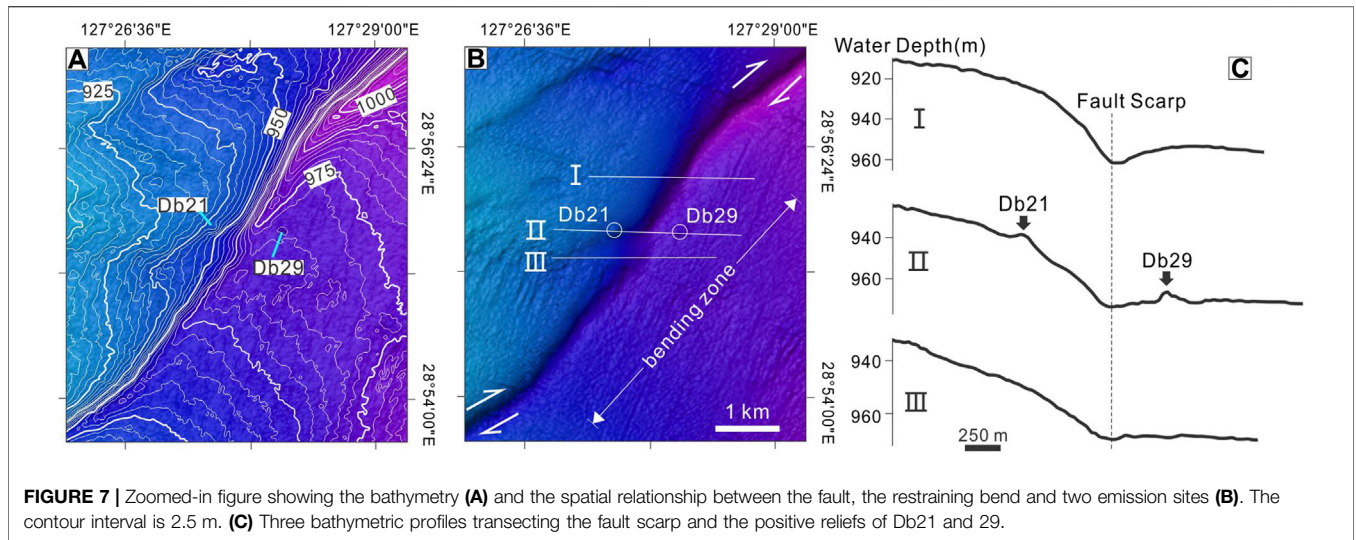 127°26'36"E 127°29'00"E
A
925
950
1000
975
Db21
Db29
28°56'24"E
28°54'00"E
127°26'36"E 127°29'00"E
B
I
Db21 Db29
II
III
bending zone
1 km
28°56'24"E
28°54'00"E
Water Depth(m)
C
920
940
960
I
Fault Scarp
Db21
940
960
II
Db29
940
960
III
250 m
FIGURE 7 | Zoomed-in figure showing the bathymetry (A) and the spatial relationship between the fault, the restraining bend and two emission sites (B). The
contour interval is 2.5 m. (C) Three bathymetric profiles transecting the fault scarp and the positive reliefs of Db21 and 29.